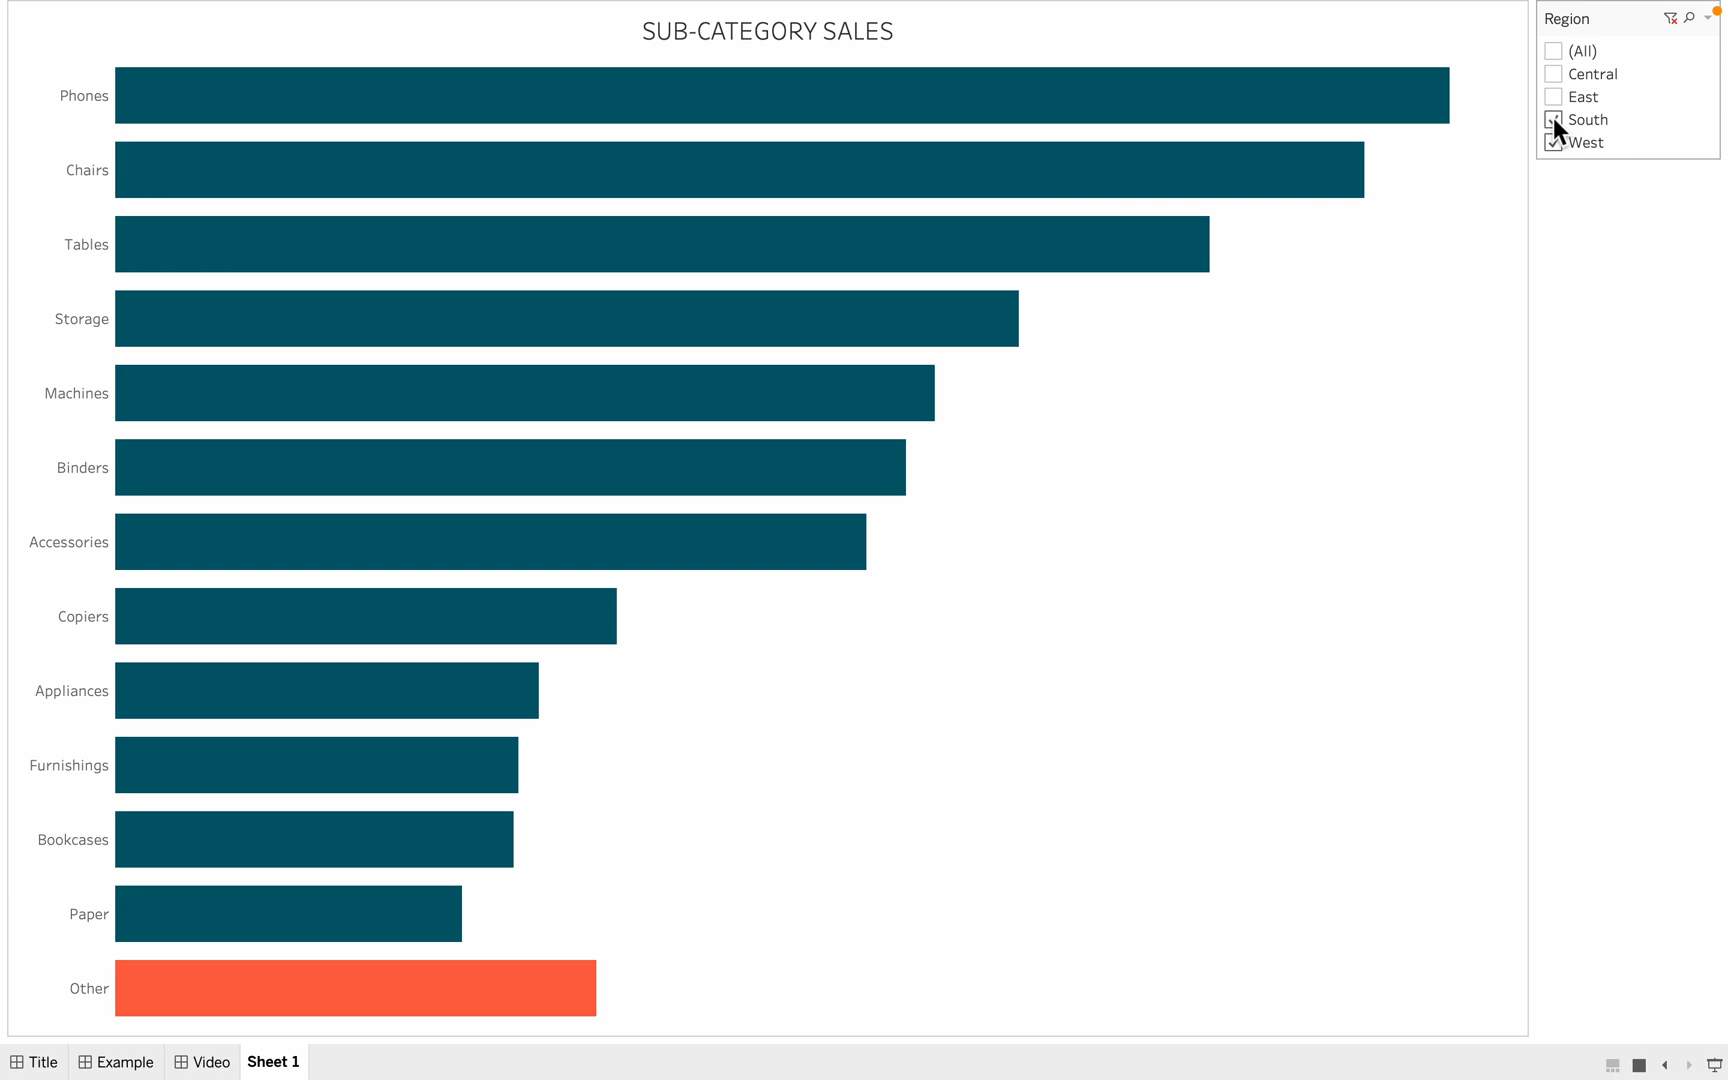 SUB-CATEGORY SALES
Phones
Chairs
Tables
Storage
Machines
Binders
Accessories
Copiers
Appliances
Furnishings
Bookcases
Paper
Other
Region
(All)
Central
East
South
West
Title Example Video Sheet 1